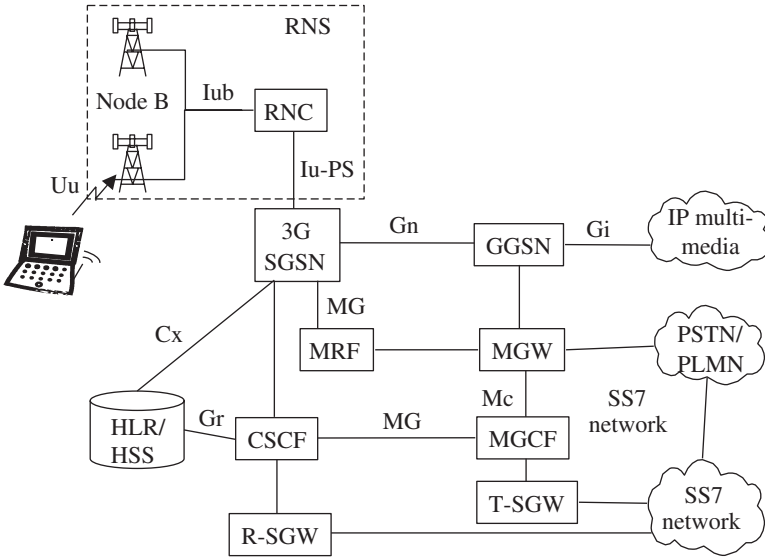 RNS
Node B
Iub
RNC
Iu-PS
Uu
3G
SGSN
Gn
GGSN
Gi
IP multi-
media
MG
Cx
MRF
MGW
PSTN/
PLMN
Mc
SS7
network
HLR/
HSS
Gr
CSCF
MG
MGCF
T-SGW
SS7
network
R-SGW